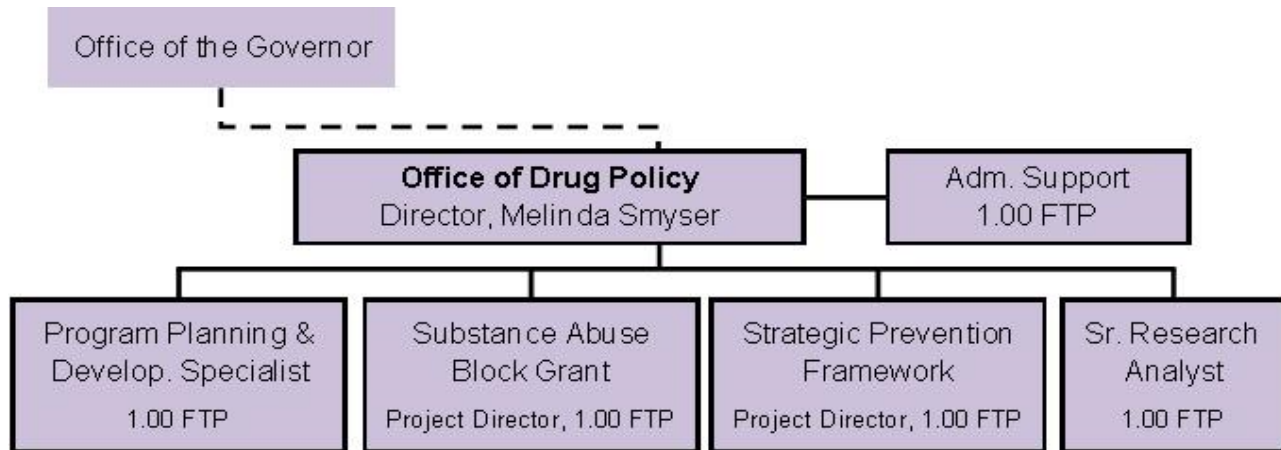 Office of the Governor
Office of Drug Policy
Director, Melinda Smyser
Adm. Support
1.00 FTP
Program Planning &
Develop. Specialist
1.00 FTP
Substance Abuse
Block Grant
Project Director, 1.00 FTP
Strategic Prevention
Framework
Project Director, 1.00 FTP
Sr. Research
Analyst
1.00 FTP